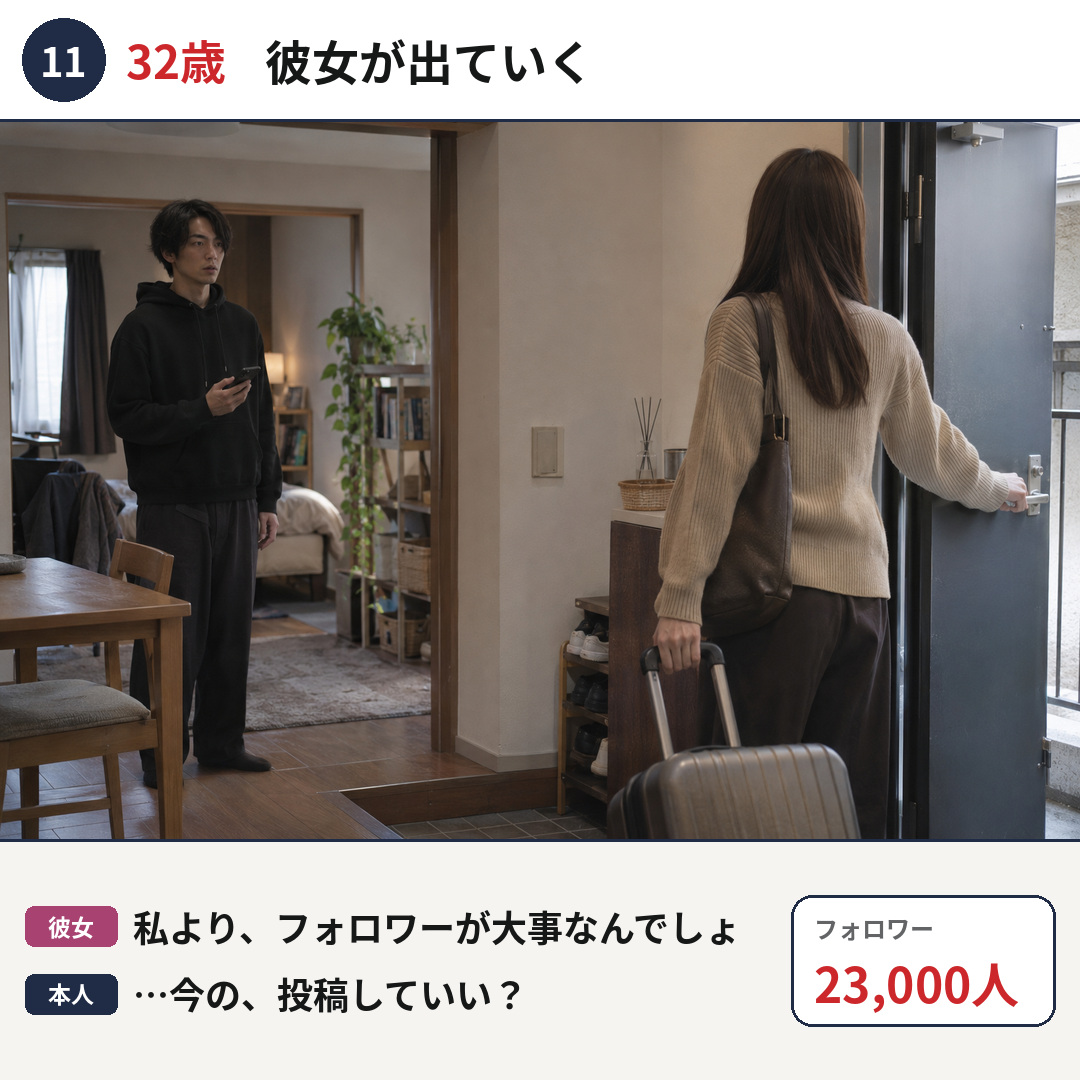 11 32歳 彼女が出ていく
彼女 私より、フォロワーが大事なんでしょ
本人 …今の、投稿していい？
フォロワー
23,000人